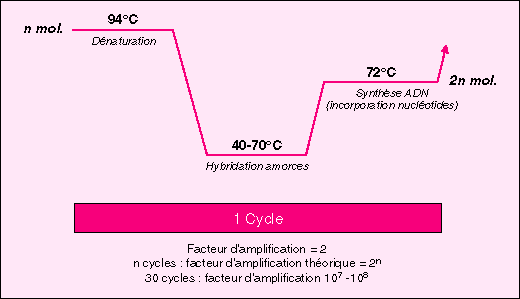 94°C
n mol.
Dénaturation
72°C
2n mol.
Synthèse ADN
(incorporation nucléotides)
40-70°C
Hybridation amorces
1 Cycle
Facteur d'amplification = 2
n cycles : facteur d'amplification théorique = 2ⁿ
30 cycles : facteur d'amplification 10⁷ -10⁸